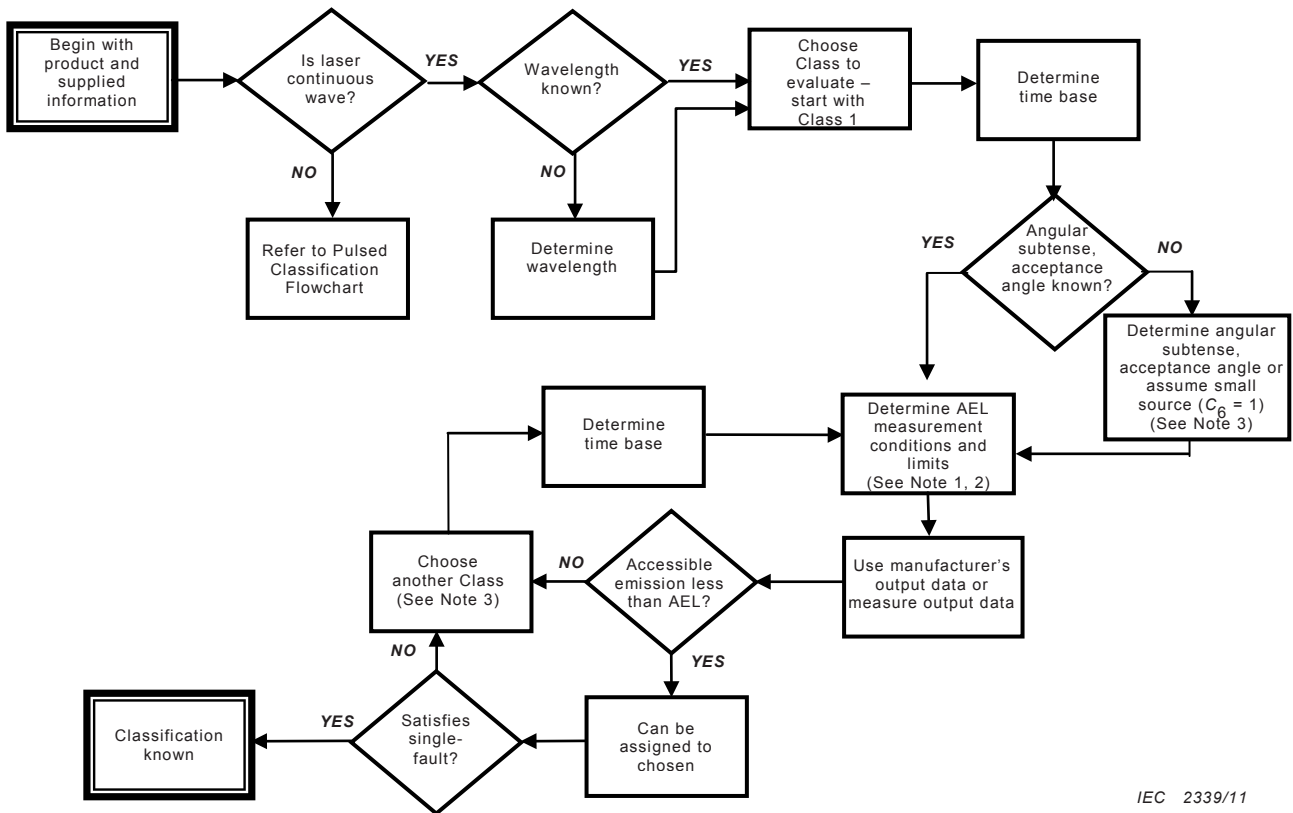 Begin with
product and
supplied
information
Is laser
continuous
wave?
YES
NO
Refer to Pulsed
Classification
Flowchart
Wavelength
known?
YES
NO
Determine
wavelength
Choose
Class to
evaluate –
start with
Class 1
Determine
time base
Angular
subtense,
acceptance
angle known?
YES
NO
Determine angular
subtense,
acceptance angle or
assume small
source (C6 = 1)
(See Note 3)
Determine AEL
measurement
conditions and
limits
(See Note 1, 2)
Determine
time base
Use manufacturer's
output data or
measure output data
Accessible
emission less
than AEL?
NO
YES
Choose
another Class
(See Note 3)
NO
Can be
assigned to
chosen
Satisfies
single-
fault?
YES
Classification
known
IEC 2339/11